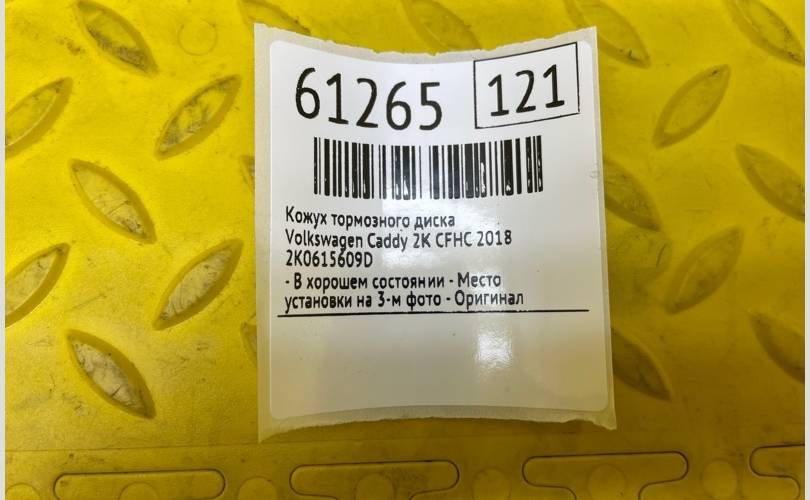 61265 121
Кожух тормозного диска
Volkswagen Caddy 2K CFHC 2018
2K0615609D
- В хорошем состоянии - Место
установки на 3-м фото - Оригинал